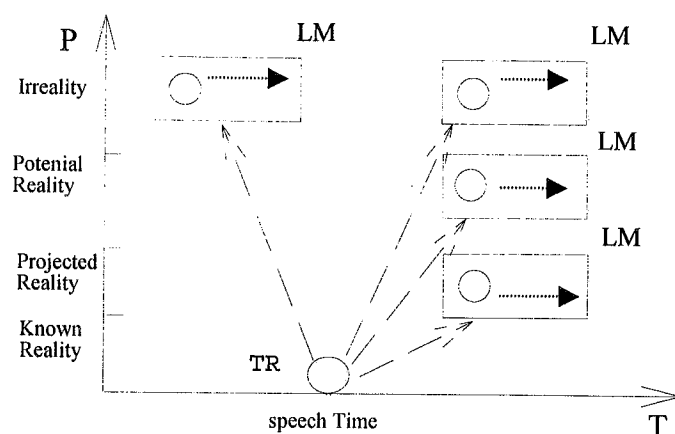 P
LM
LM
Irreality
LM
Potenial
Reality
LM
Projected
Reality
Known
Reality
TR
speech Time
T